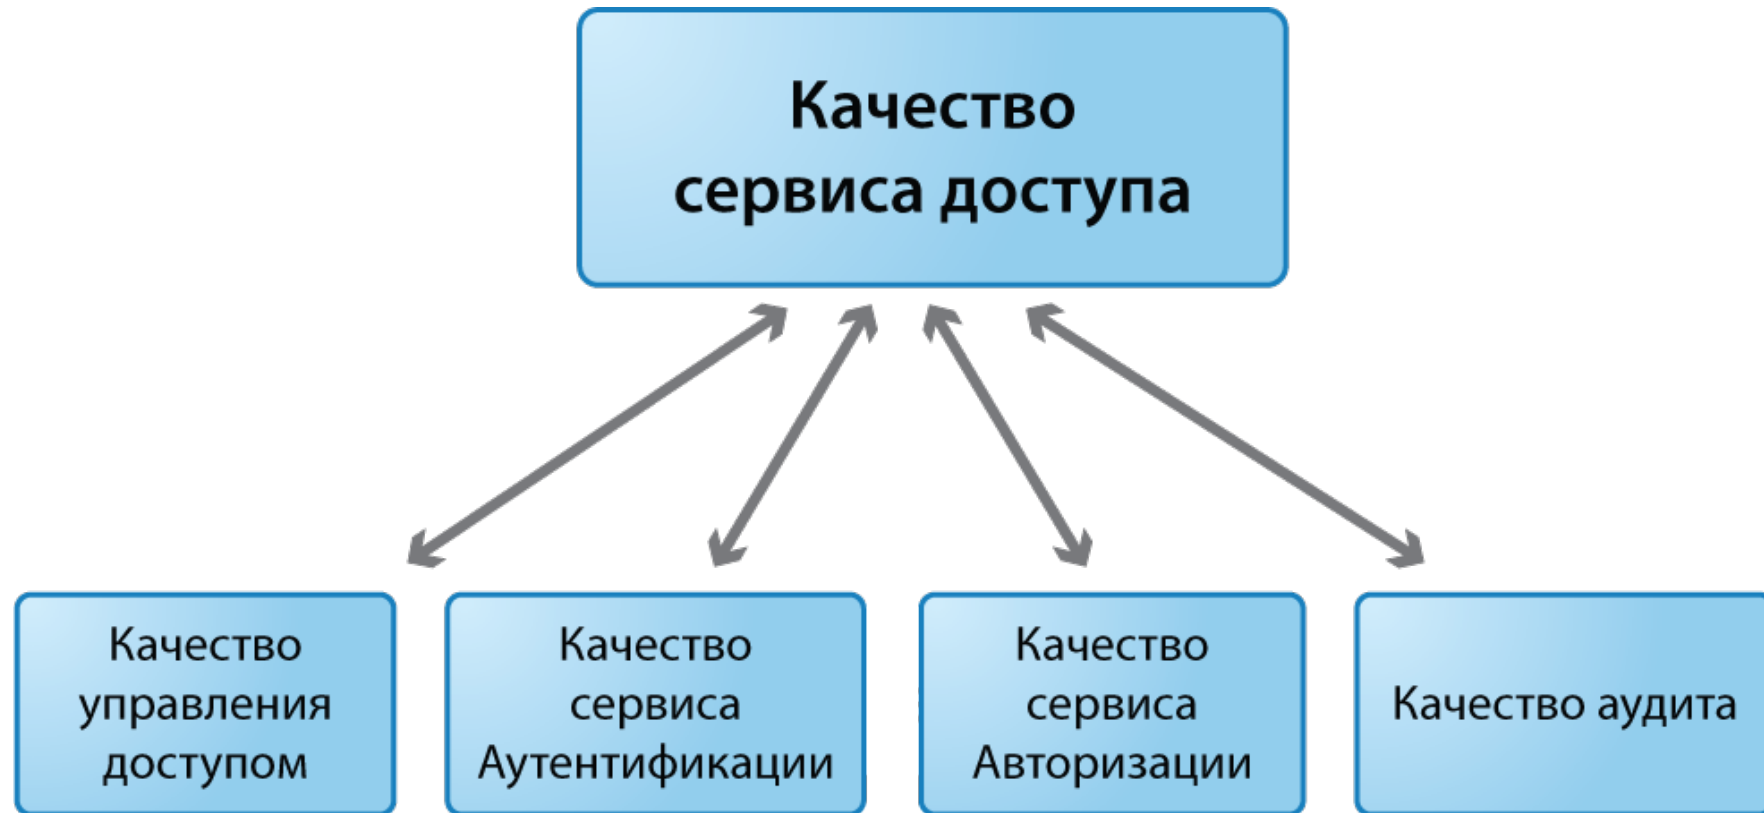 Качество
сервиса доступа
Качество
управления
доступом
Качество
сервиса
Аутентификации
Качество
сервиса
Авторизации
Качество аудита